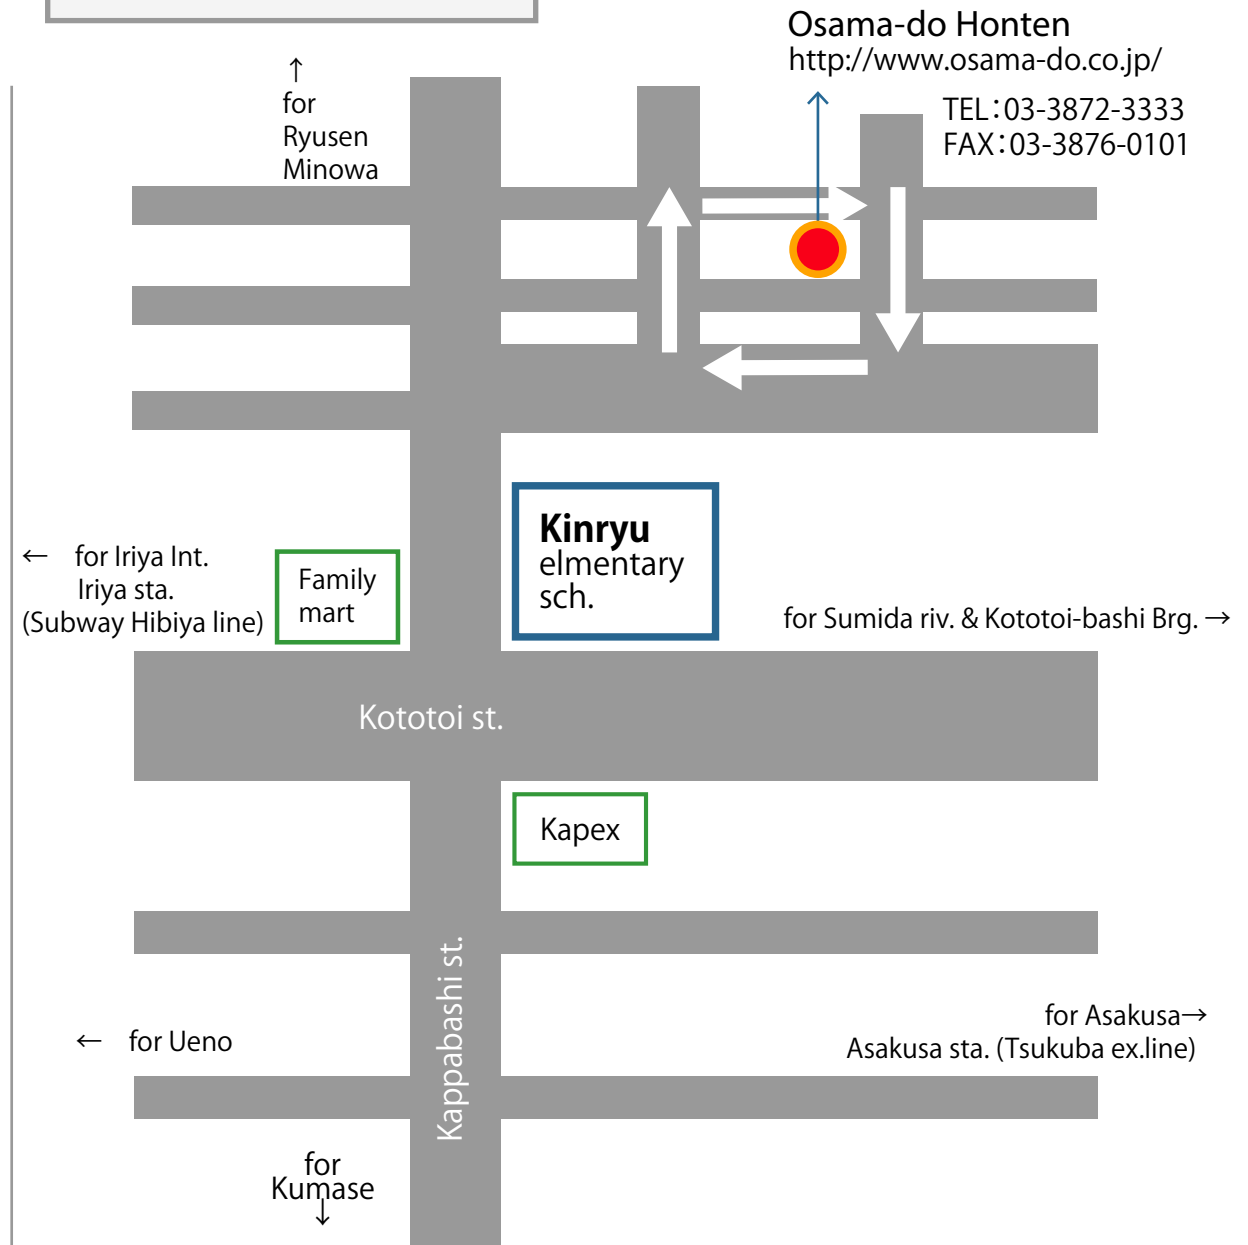 Osama-do Honten
http://www.osama-do.co.jp/
TEL：03-3872-3333
FAX：03-3876-0101
↑
for
Ryusen
Minowa
Kinryu
elmentary
sch.
← for Iriya Int.
Iriya sta.
(Subway Hibiya line)
Family
mart
for Sumida riv. & Kototoi-bashi Brg. →
Kototoi st.
Kapex
Kappabashi st.
← for Ueno
for Asakusa→
Asakusa sta. (Tsukuba ex.line)
for
Kumase
↓